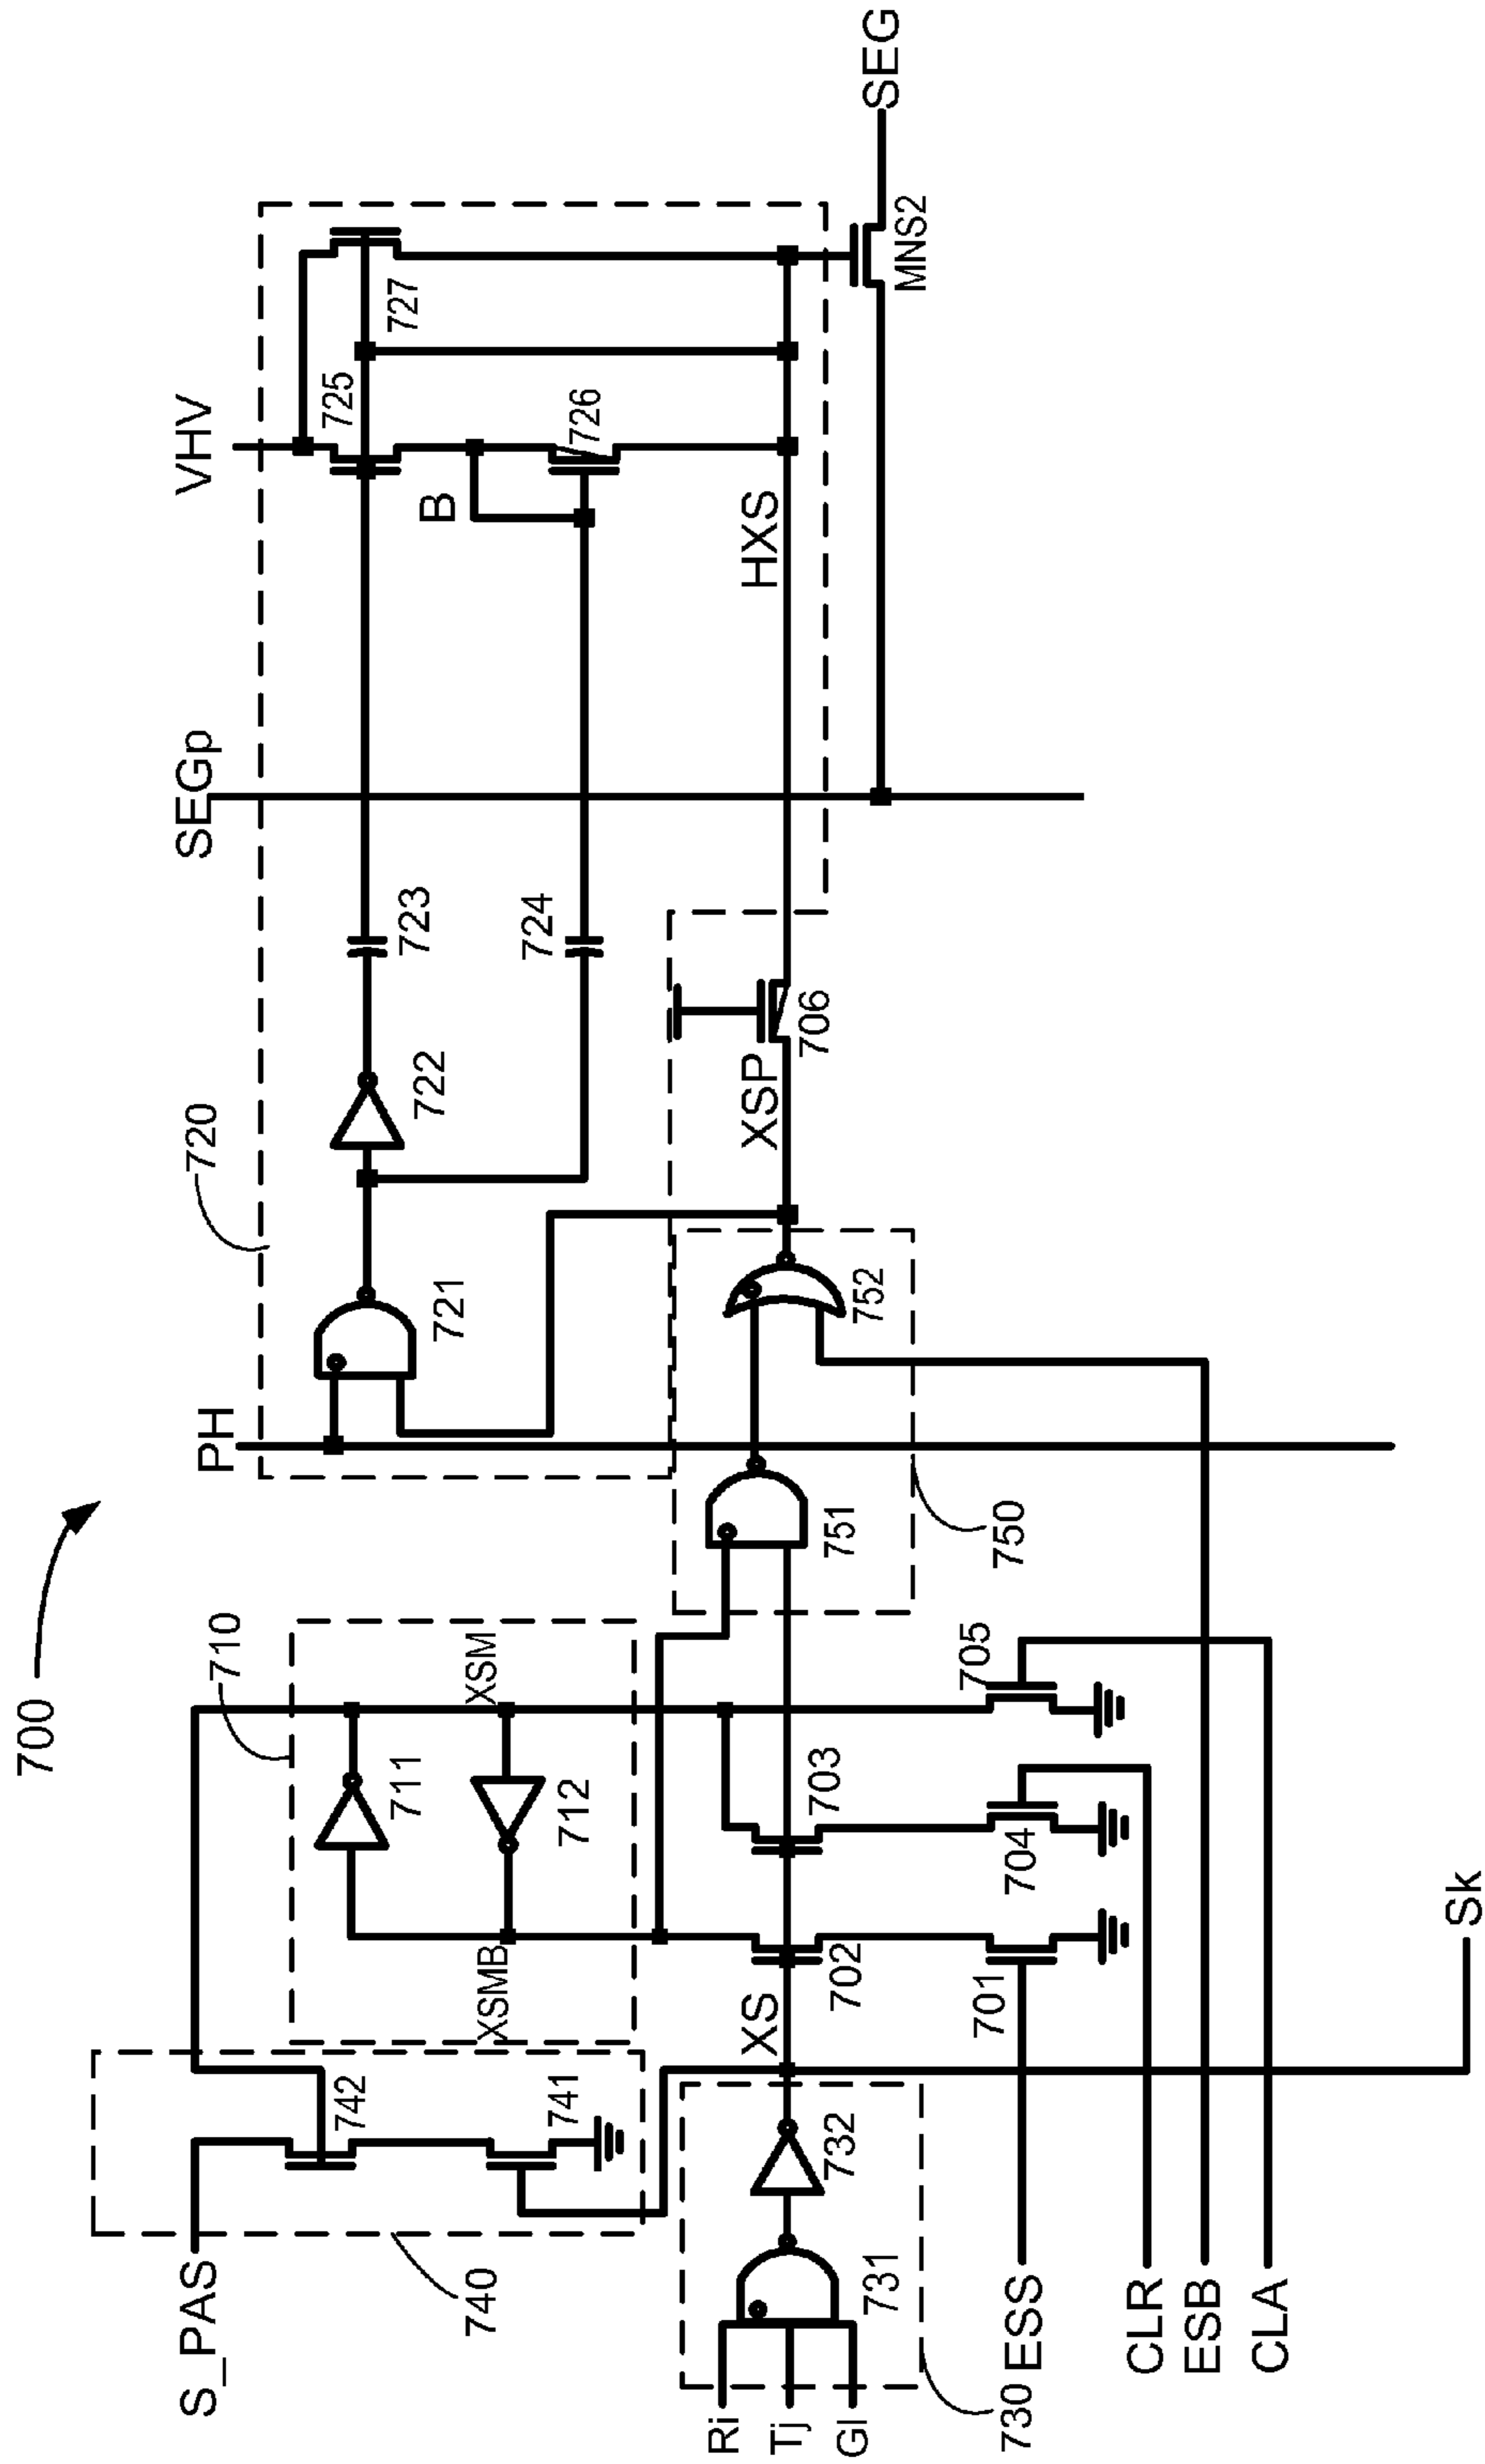 700
S_PAS
740
742
741
710
711
712
XSM
XSMB
PH
720
721
722
723
724
SEGp
VHV
B
725
726
727
HXS
SEG
MNS2
Ri
Tj
Gl
731
732
730
XS
702
703
701
704
705
751
752
750
XSP
706
ESS
CLR
ESB
CLA
Sk